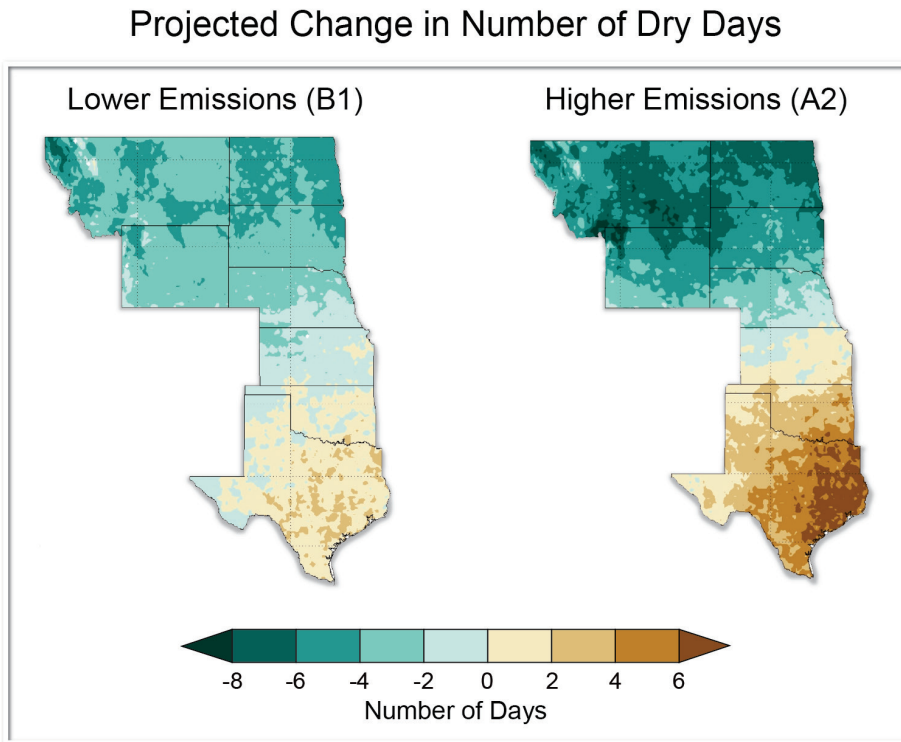 Projected Change in Number of Dry Days
Lower Emissions (B1)
Higher Emissions (A2)
-8 -6 -4 -2 0 2 4 6
Number of Days